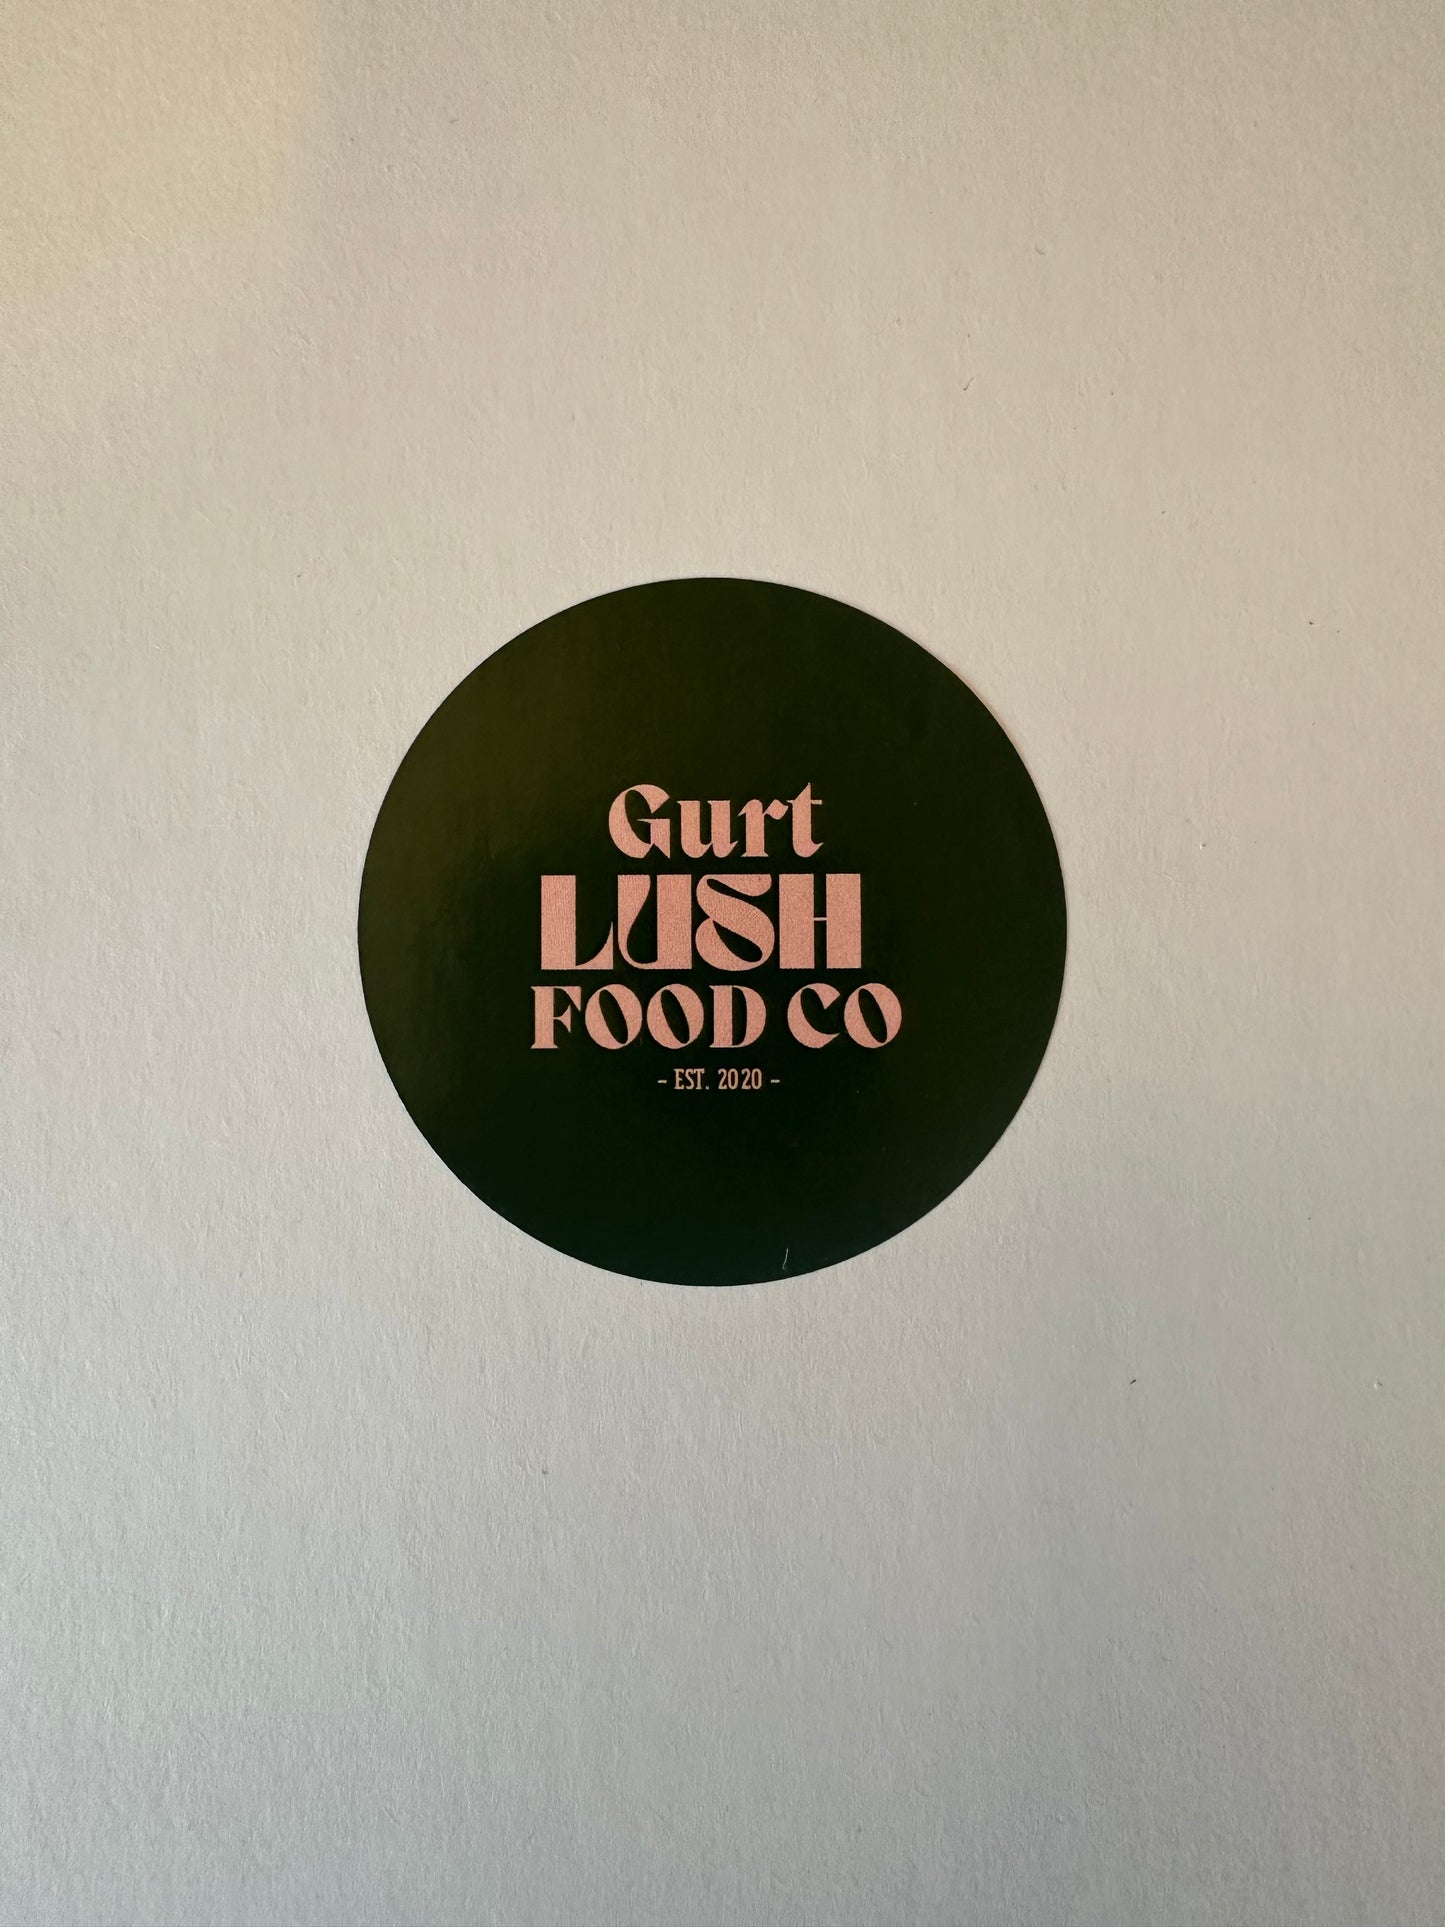 Gurt
LUSH
FOOD CO
- EST. 2020 -